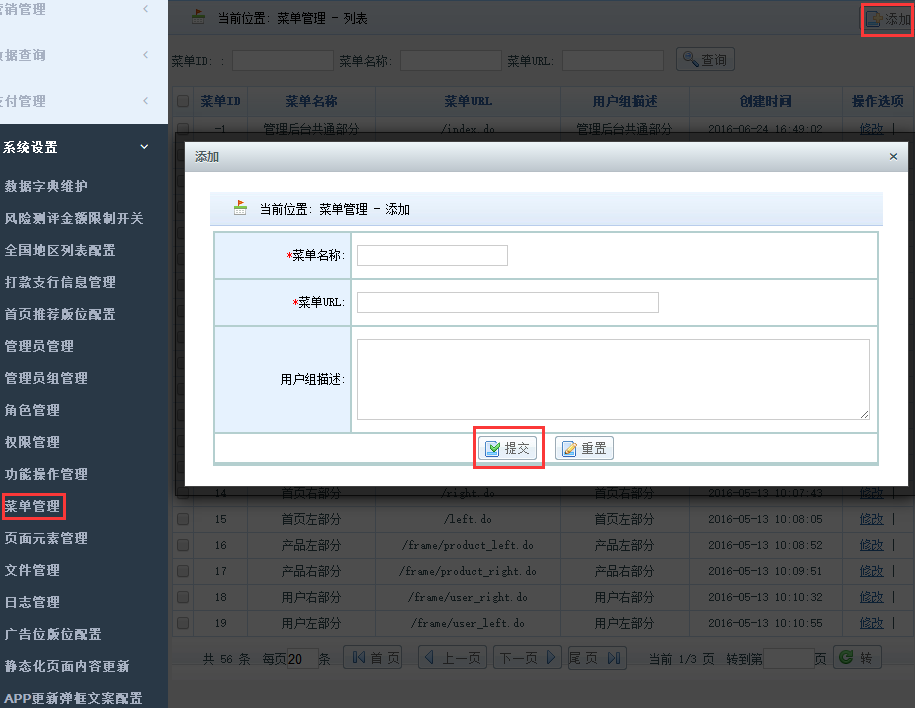 营销管理
数据查询
支付管理
系统设置
数据字典维护
风险测评金额限制开关
全国地区列表配置
打款支行信息管理
首页推荐版位配置
管理员管理
管理员组管理
角色管理
权限管理
功能操作管理
菜单管理
页面元素管理
文件管理
日志管理
广告位版位配置
静态化页面内容更新
APP更新弹框文案配置
当前位置: 菜单管理 - 列表
添加
菜单ID: :
菜单名称:
菜单URL:
查询
菜单ID 菜单名称 菜单URL 用户组描述 创建时间 操作选项
-1 管理后台共通部分 /index.do 管理后台共通部分 2016-06-24 16:49:02 修改
添加 ×
当前位置: 菜单管理 - 添加
*菜单名称:
*菜单URL:
用户组描述:
提交 重置
14 首页右部分 /right.do 首页右部分 2016-05-13 10:07:43 修改 |
15 首页左部分 /left.do 首页左部分 2016-05-13 10:08:05 修改 |
16 产品左部分 /frame/product_left.do 产品左部分 2016-05-13 10:08:52 修改 |
17 产品右部分 /frame/product_right.do 产品右部分 2016-05-13 10:09:51 修改 |
18 用户右部分 /frame/user_right.do 用户右部分 2016-05-13 10:10:32 修改 |
19 用户左部分 /frame/user_left.do 用户左部分 2016-05-13 10:10:55 修改 |
共 56 条 每页20 条 首 页 上一页 下一页 尾 页 当前 1/3 页 转到第 页 转